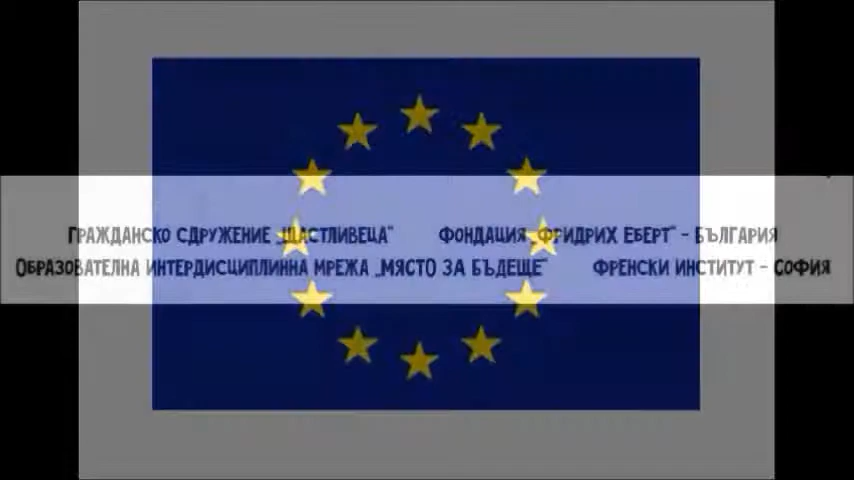 ГРАЖДАНСКО СДРУЖЕНИЕ „ЩАСТЛИВЕЦА“ ФОНДАЦИЯ „ФРИДРИХ ЕБЕРТ“ – БЪЛГАРИЯ
ОБРАЗОВАТЕЛНА ИНТЕРДИСЦИПЛИННА МРЕЖА „МЯСТО ЗА БЪДЕЩЕ“ ФРЕНСКИ ИНСТИТУТ – СОФИЯ